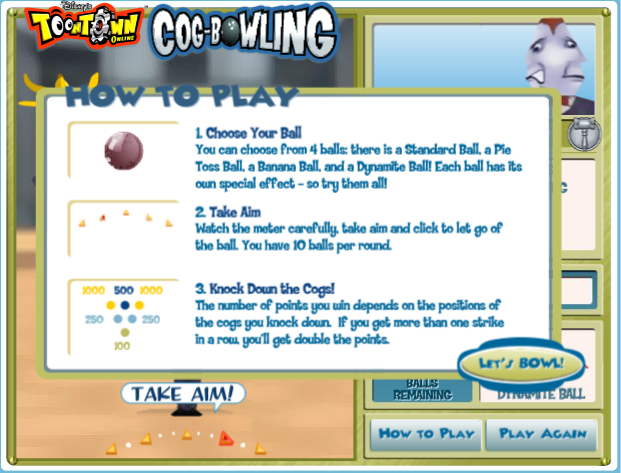 Disney's
TOONTOWN
ONLINE
COG-BOWLING
HOW TO PLAY
1. Choose Your Ball
You can choose from 4 balls: there is a Standard Ball, a Pie
Toss Ball, a Banana Ball, and a Dynamite Ball! Each ball has its
own special effect - so try them all!
2. Take Aim
Watch the meter carefully, take aim and click to let go of
the ball. You have 10 balls per round.
1000 500 1000
250 250
100
3. Knock Down the Cogs!
The number of points you win depends on the positions of
the cogs you knock down. If you get more than one strike
in a row, you'll get double the points.
LET'S BOWL!
TAKE AIM!
BALLS
REMAINING
DYNAMITE BALL
HOW TO PLAY
PLAY AGAIN